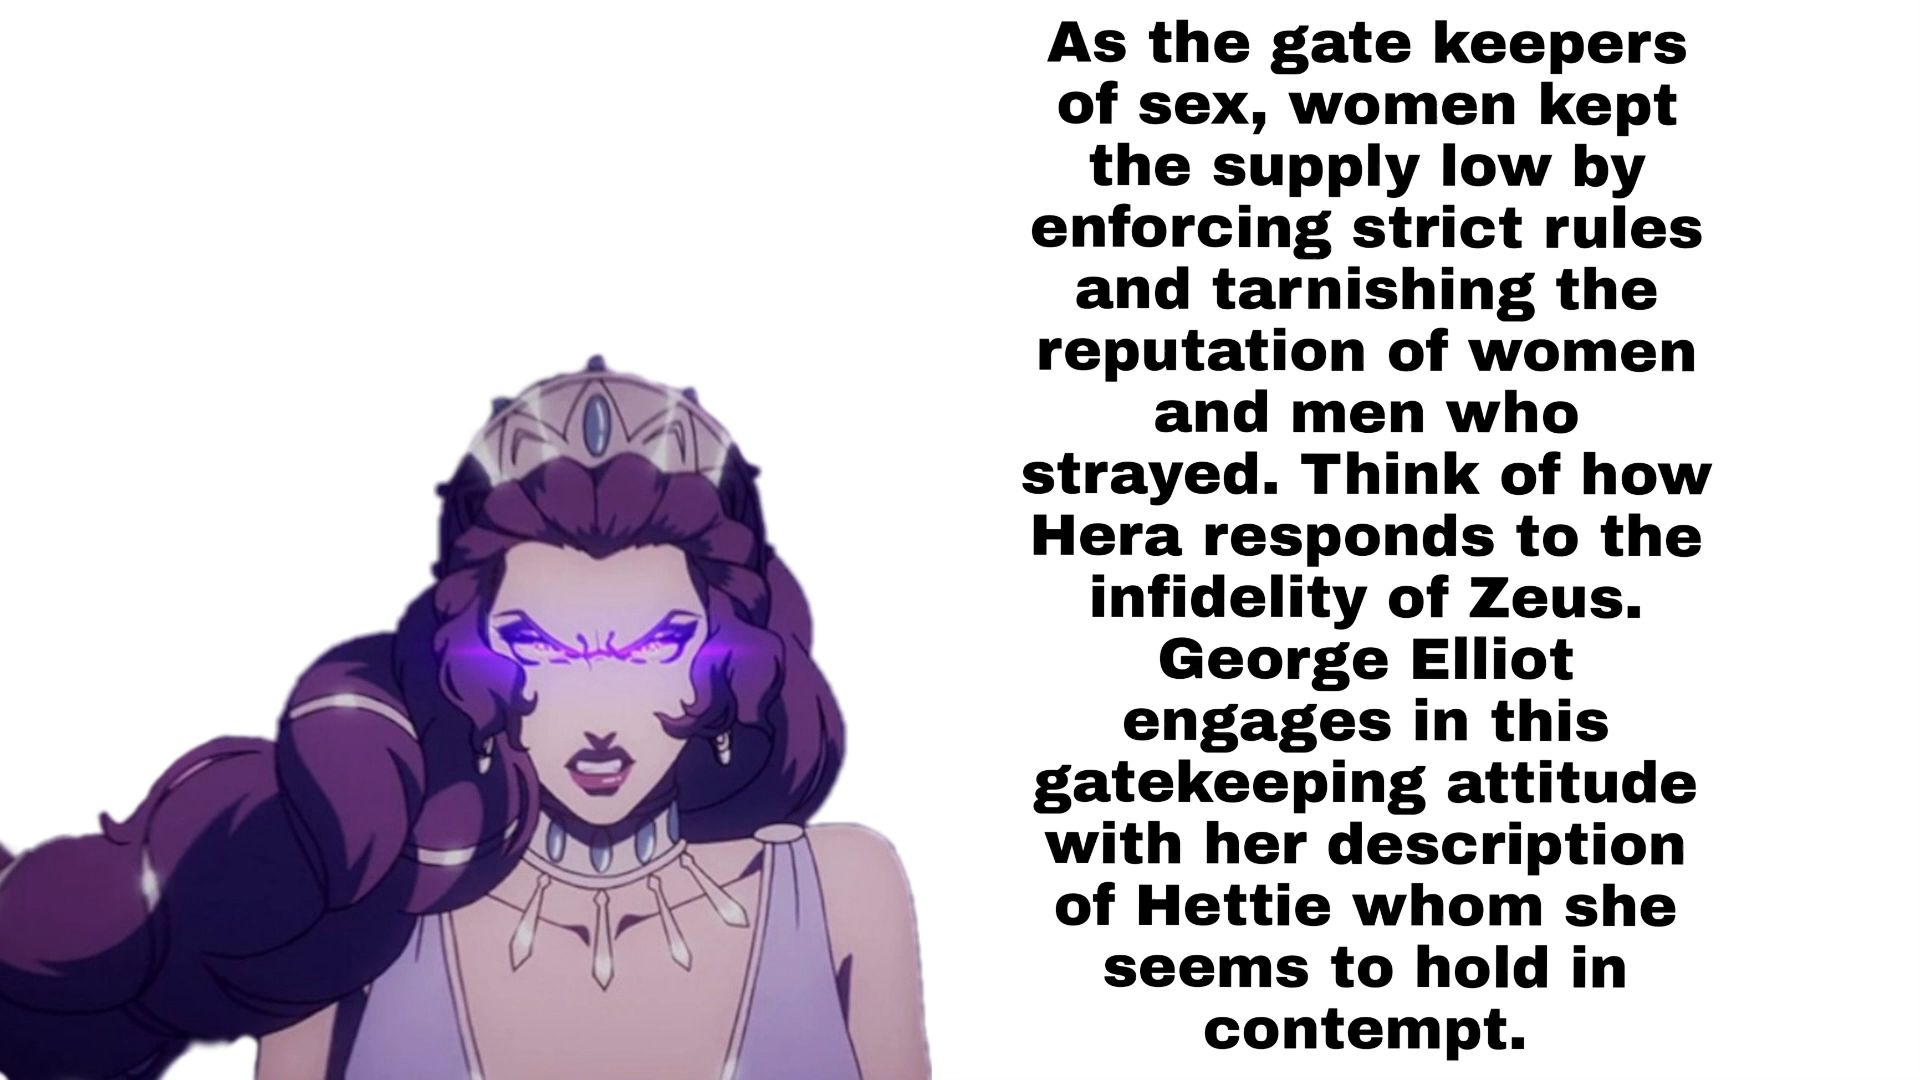 As the gate keepers
of sex, women kept
the supply low by
enforcing strict rules
and tarnishing the
reputation of women
and men who
strayed. Think of how
Hera responds to the
infidelity of Zeus.
George Elliot
engages in this
gatekeeping attitude
with her description
of Hettie whom she
seems to hold in
contempt.